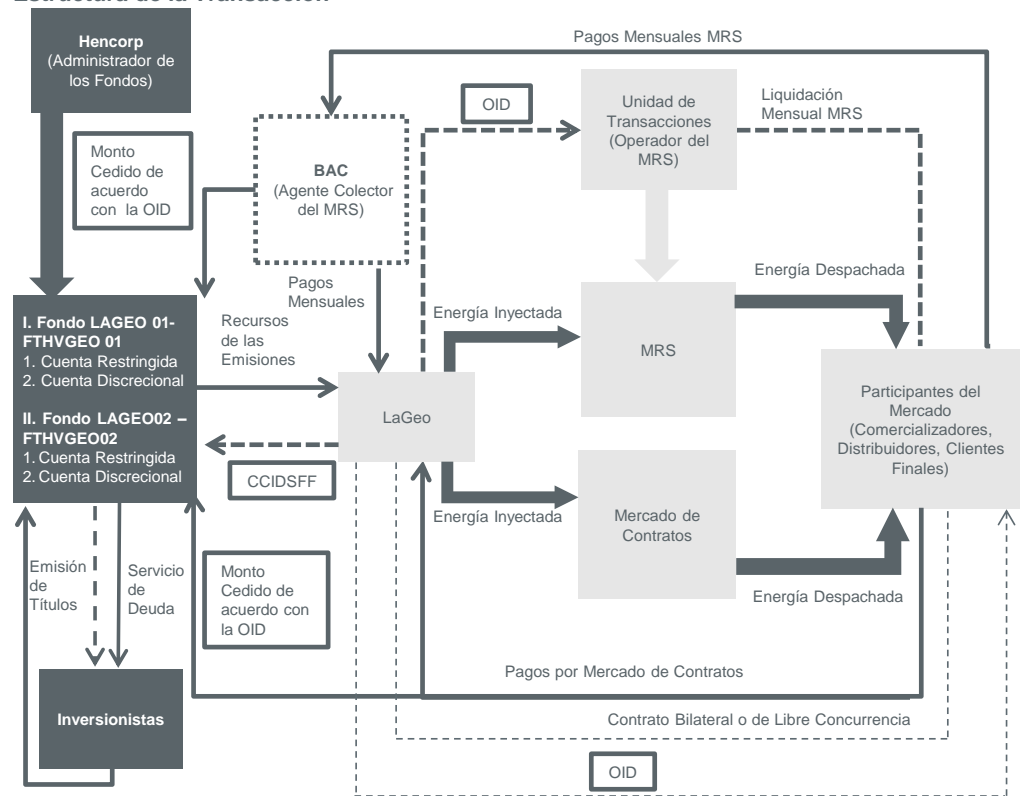 Estructura de la Transacción
Hencorp
(Administrador de
los Fondos)
Pagos Mensuales MRS
OID
Unidad de
Transacciones
(Operador del
MRS)
Liquidación
Mensual MRS
Monto
Cedido de
acuerdo
con la OID
BAC
(Agente Colector
del MRS)
Pagos
Mensuales
Energía Despachada
I. Fondo LAGEO 01-
FTHVGEO 01
1. Cuenta Restringida
2. Cuenta Discrecional
II. Fondo LAGEO02 –
FTHVGEO02
1. Cuenta Restringida
2. Cuenta Discrecional
Recursos
de las
Emisiones
Energía Inyectada
MRS
LaGeo
Participantes del
Mercado
(Comercializadores,
Distribuidores, Clientes
Finales)
CCIDSFF
Energía Inyectada
Mercado de
Contratos
Emisión
de
Títulos
Servicio
de
Deuda
Monto
Cedido de
acuerdo con
la OID
Energía Despachada
Pagos por Mercado de Contratos
Inversionistas
Contrato Bilateral o de Libre Concurrencia
OID